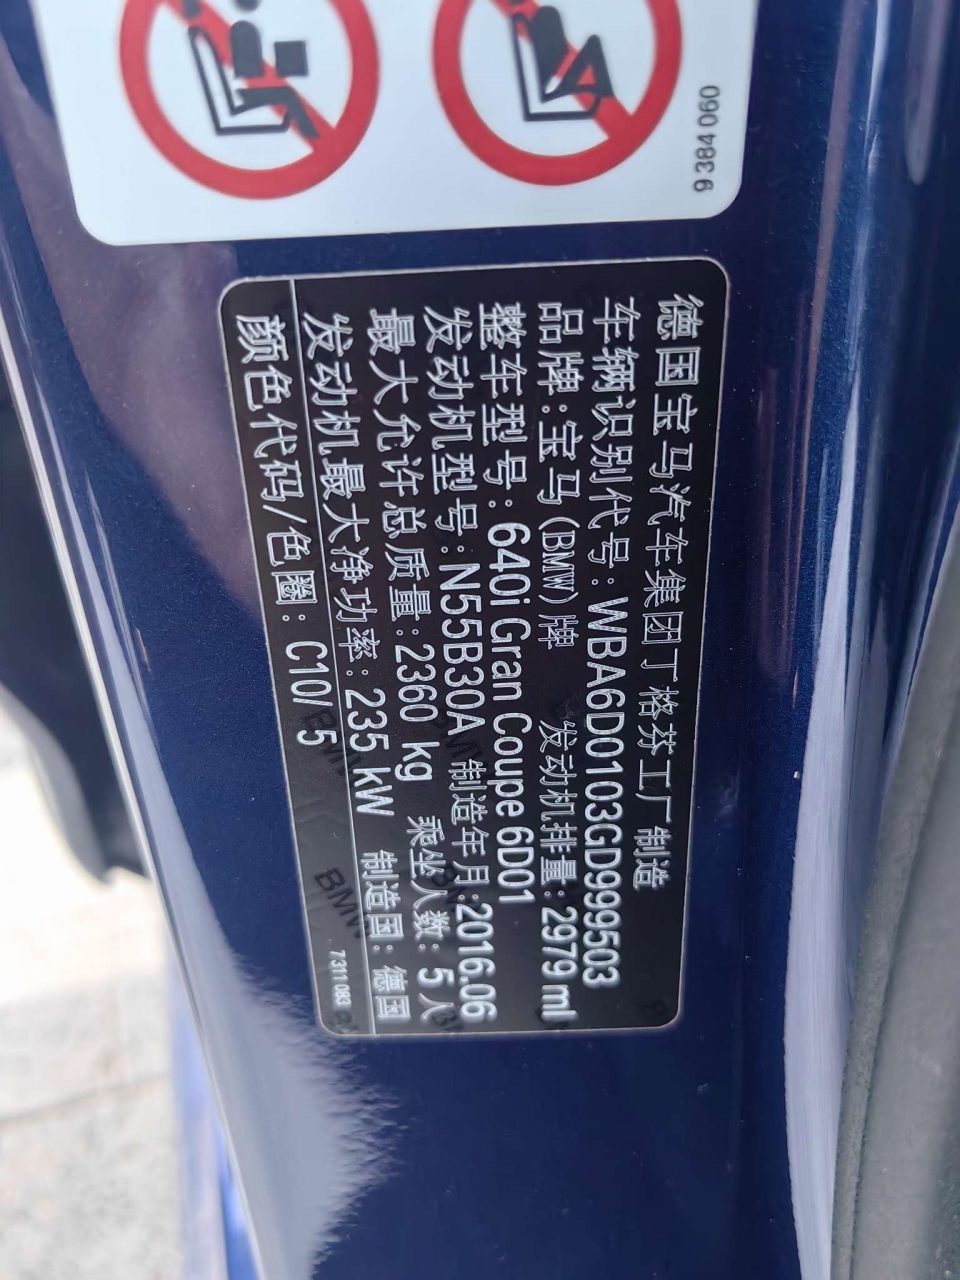 9 384 060
德国宝马汽车集团丁格芬工厂制造
车辆识别代号:WBA6D0103GD999503
品牌:宝马(BMW)牌 发动机排量:2979 ml
整车型号:640i Gran Coupe 6D01
发动机型号:N55B30A 制造年月:2016.06
最大允许总质量:2360 kg 乘坐人数: 5 人
发动机最大净功率:235 kW 制造国: 德国
颜色代码/色圈: C10/ 5
7 311 083
BMW
BMW